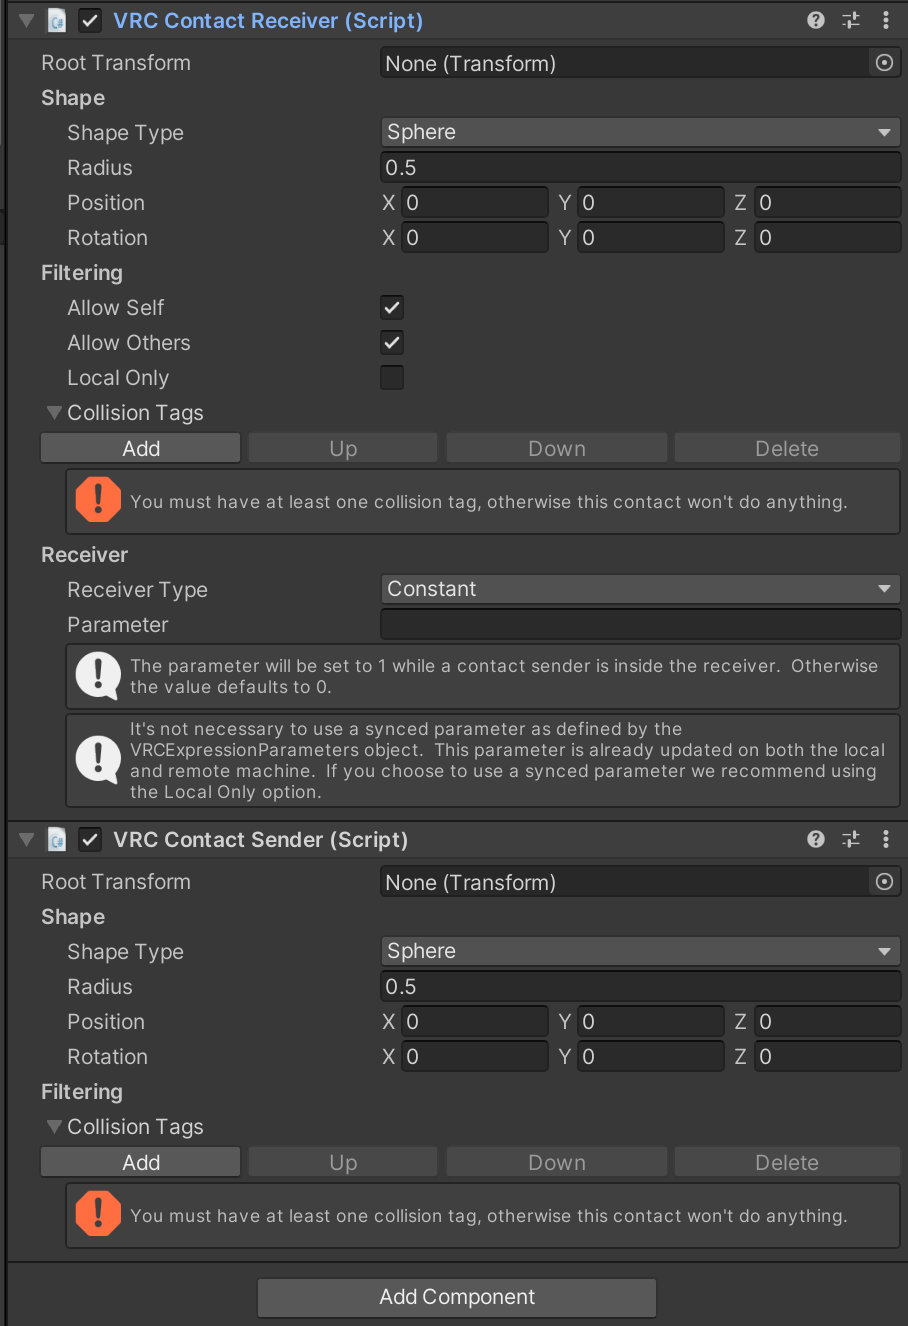 VRC Contact Receiver (Script)
Root Transform None (Transform)
Shape
Shape Type Sphere
Radius 0.5
Position X 0 Y 0 Z 0
Rotation X 0 Y 0 Z 0
Filtering
Allow Self
Allow Others
Local Only
Collision Tags
Add Up Down Delete
You must have at least one collision tag, otherwise this contact won't do anything.
Receiver
Receiver Type Constant
Parameter
The parameter will be set to 1 while a contact sender is inside the receiver.  Otherwise
the value defaults to 0.
It's not necessary to use a synced parameter as defined by the
VRCExpressionParameters object.  This parameter is already updated on both the local
and remote machine.  If you choose to use a synced parameter we recommend using
the Local Only option.
VRC Contact Sender (Script)
Root Transform None (Transform)
Shape
Shape Type Sphere
Radius 0.5
Position X 0 Y 0 Z 0
Rotation X 0 Y 0 Z 0
Filtering
Collision Tags
Add Up Down Delete
You must have at least one collision tag, otherwise this contact won't do anything.
Add Component